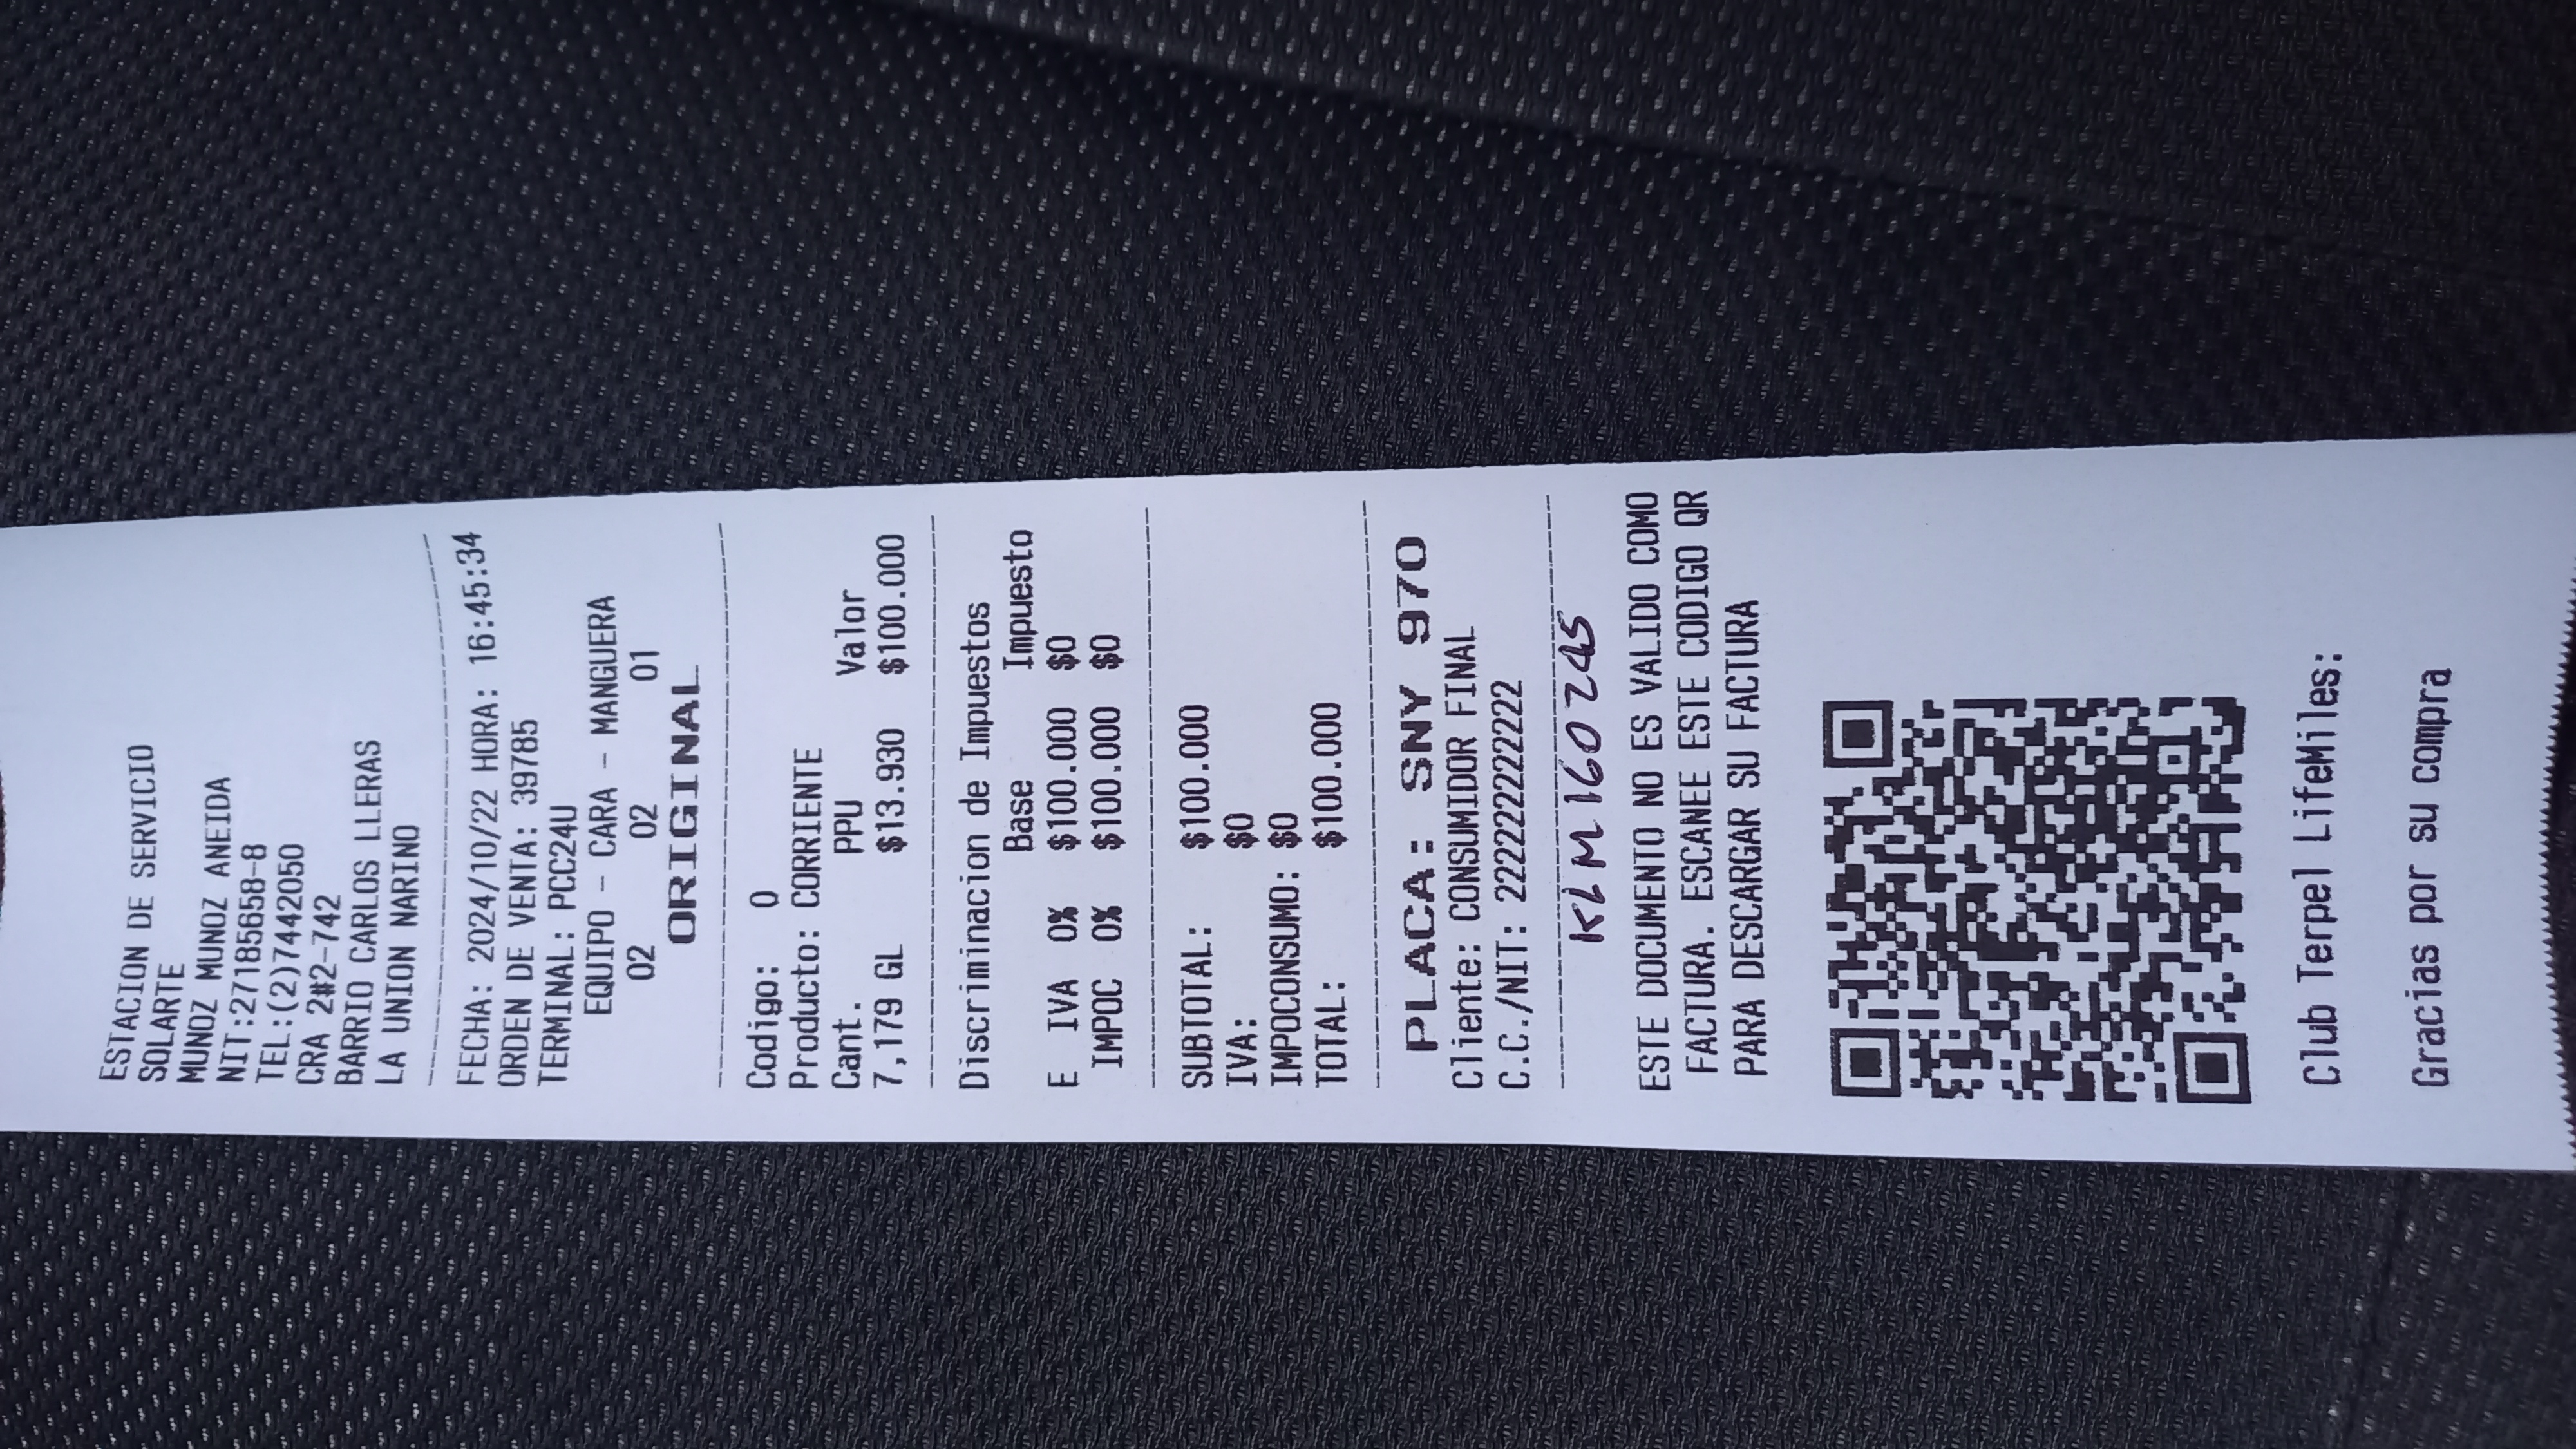 ESTACION DE SERVICIO
SOLARTE
MUNOZ MUNOZ ANEIDA
NIT:27185658-8
TEL:(2)7442050
CRA 2#2-742
BARRIO CARLOS LLERAS
LA UNION NARINO
FECHA: 2024/10/22 HORA: 16:45:34
ORDEN DE VENTA: 39785
TERMINAL: PCC24U
EQUIPO - CARA - MANGUERA
02 02 01
ORIGINAL
Codigo: 0
Producto: CORRIENTE
Cant. PPU Valor
7,179 GL $13.930 $100.000
Discriminacion de Impuestos
Base Impuesto
E IVA 0% $100.000 $0
IMPOC 0% $100.000 $0
SUBTOTAL: $100.000
IVA: $0
IMPOCONSUMO: $0
TOTAL: $100.000
PLACA: SNY 970
Cliente: CONSUMIDOR FINAL
C.C./NIT: 222222222222
KLM 160245
ESTE DOCUMENTO NO ES VALIDO COMO
FACTURA. ESCANEE ESTE CODIGO QR
PARA DESCARGAR SU FACTURA
Club Terpel LifeMiles:
Gracias por su compra